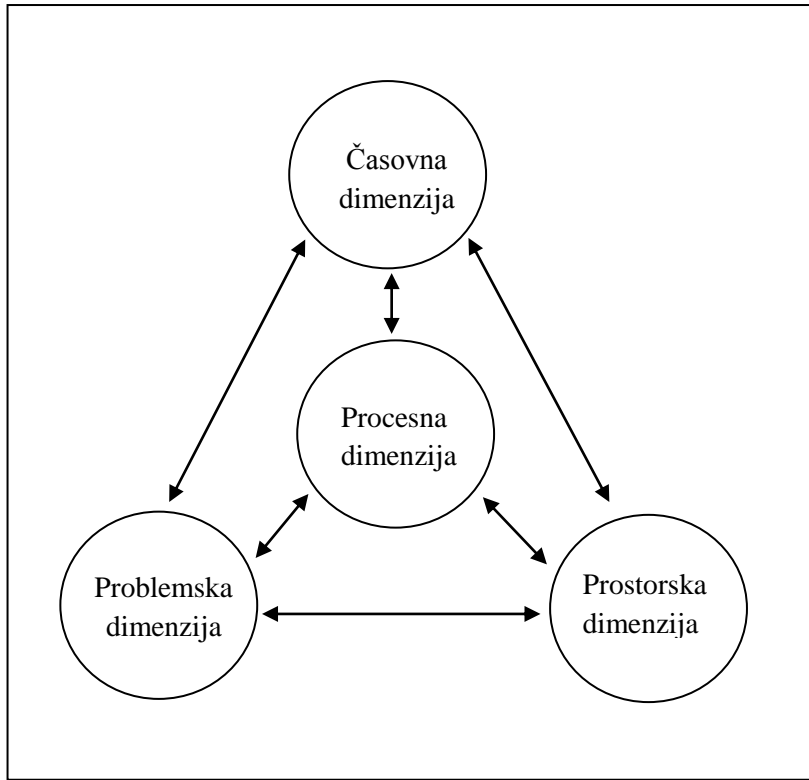 Časovna
dimenzija
Procesna
dimenzija
Problemska
dimenzija
Prostorska
dimenzija